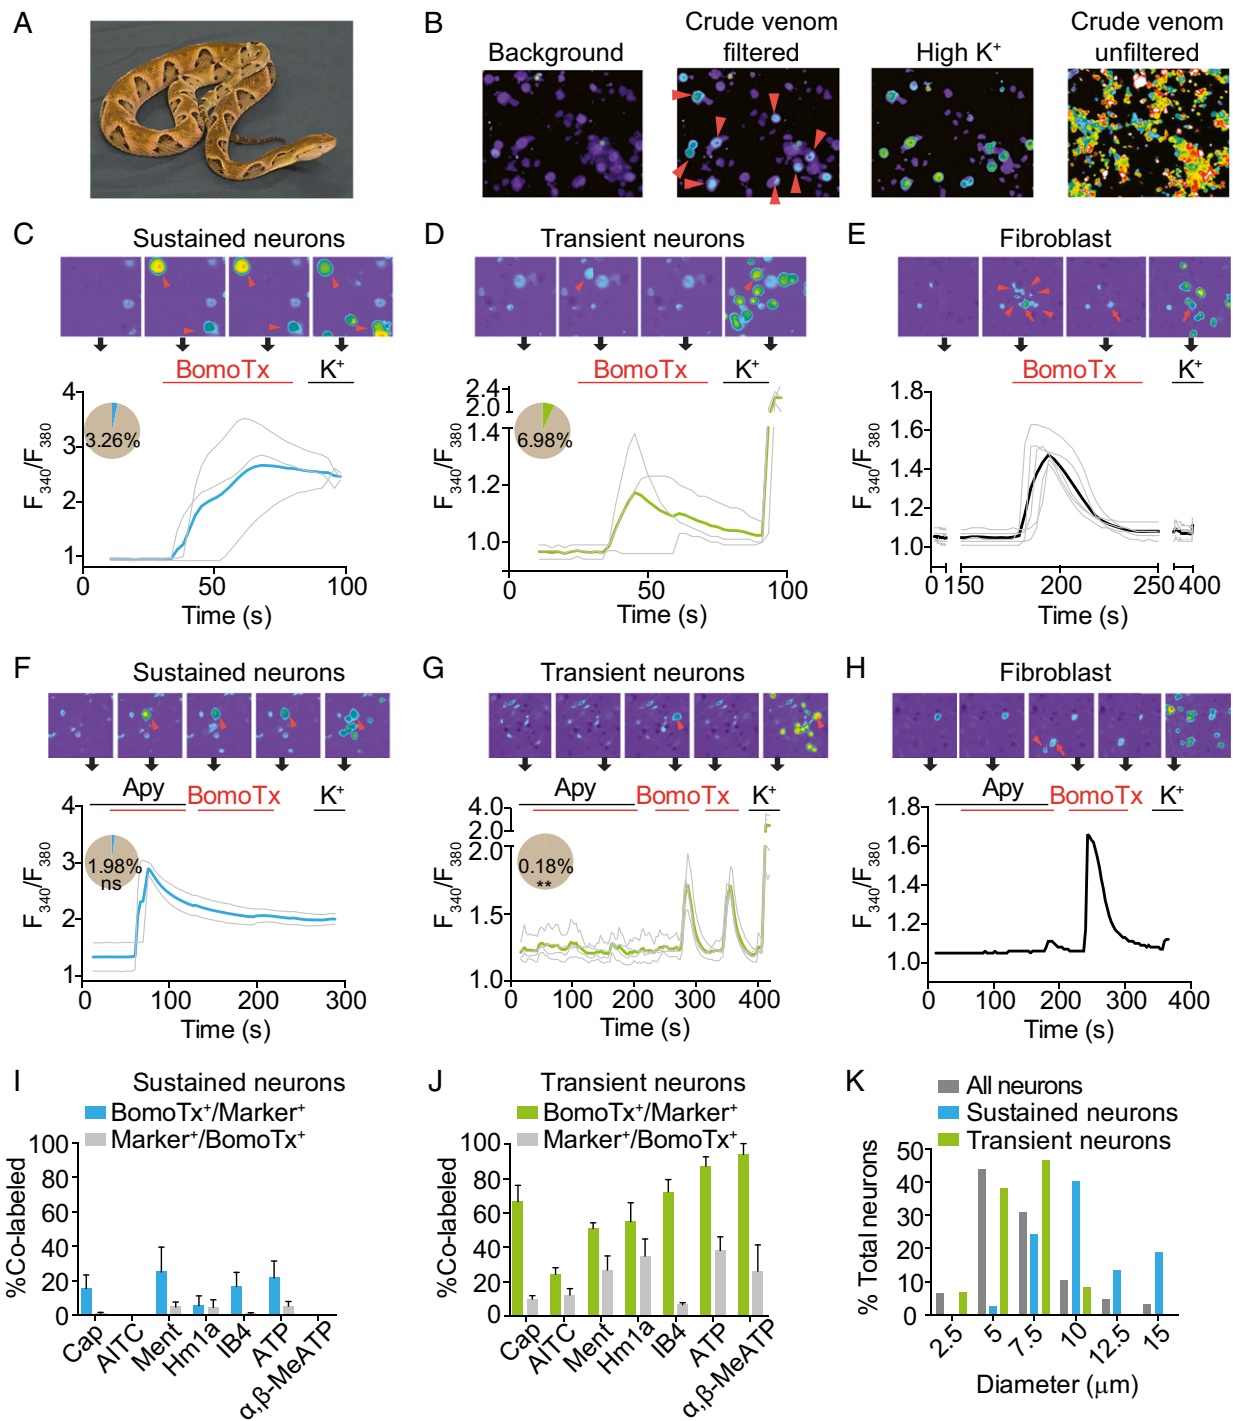 A
B
Background
Crude venom
filtered
High K+
Crude venom
unfiltered
C
Sustained neurons
BomoTx
K+
4
3
2
1
F340/F380
3.26%
0
50
100
Time (s)
D
Transient neurons
BomoTx
K+
2.4
2.0
1.4
1.2
1.0
F340/F380
6.98%
0
50
100
Time (s)
E
Fibroblast
BomoTx
K+
1.8
1.6
1.4
1.2
1.0
F340/F380
0
150
200
250
400
Time (s)
F
Sustained neurons
Apy
BomoTx
K+
4
3
2
1
F340/F380
1.98%
ns
0
100
200
300
Time (s)
G
Transient neurons
Apy
BomoTx
K+
4.0
2.0
2.0
1.5
1.0
F340/F380
0.18%
**
0
100
200
300
400
Time (s)
H
Fibroblast
Apy
BomoTx
K+
1.8
1.6
1.4
1.2
1.0
F340/F380
0
100
200
300
400
Time (s)
I
Sustained neurons
BomoTx+/Marker+
Marker+/BomoTx+
100
80
60
40
20
0
%Co-labeled
Cap
AITC
Ment
Hm1a
IB4
ATP
α,β-MeATP
J
Transient neurons
BomoTx+/Marker+
Marker+/BomoTx+
100
80
60
40
20
0
%Co-labeled
Cap
AITC
Ment
Hm1a
IB4
ATP
α,β-MeATP
K
All neurons
Sustained neurons
Transient neurons
50
40
30
20
10
0
% Total neurons
2.5
5
7.5
10
12.5
15
Diameter (μm)